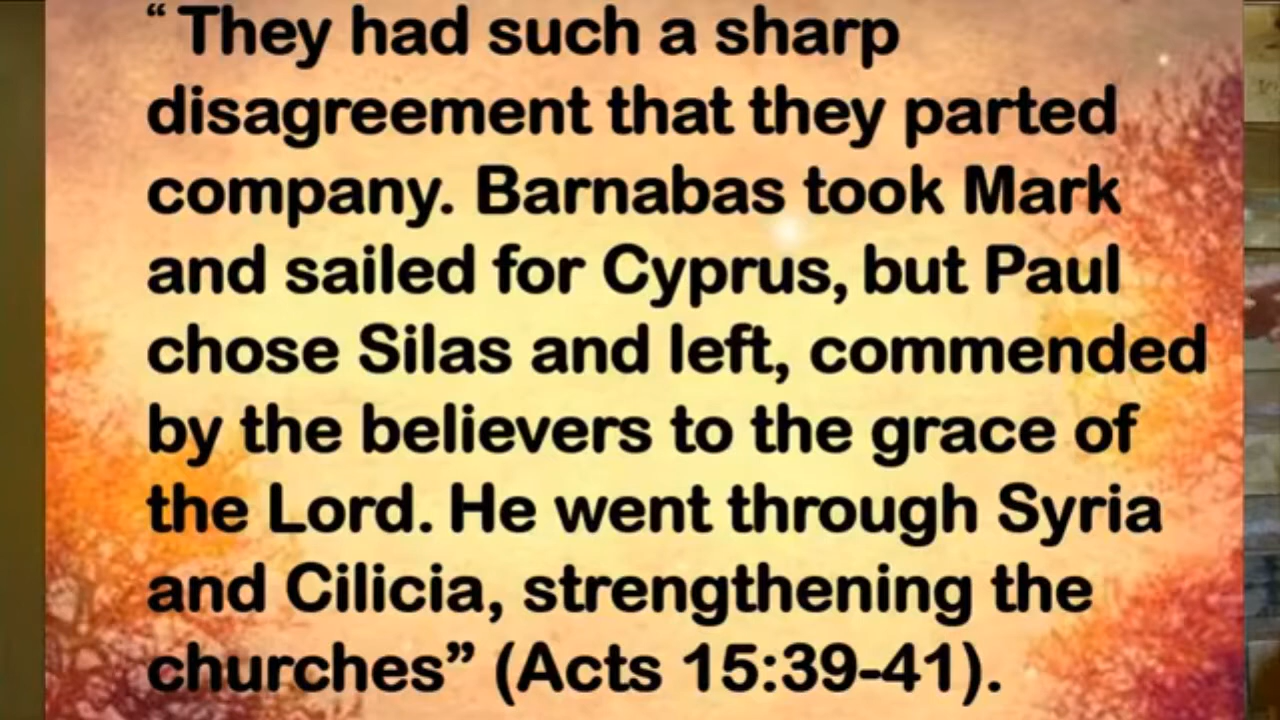 “ They had such a sharp
disagreement that they parted
company. Barnabas took Mark
and sailed for Cyprus, but Paul
chose Silas and left, commended
by the believers to the grace of
the Lord. He went through Syria
and Cilicia, strengthening the
churches” (Acts 15:39-41).